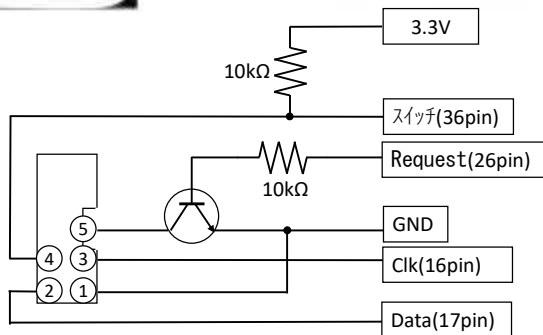 3.3V
10kΩ
ｽｲｯﾁ(36pin)
Request(26pin)
10kΩ
GND
5
4 3
Clk(16pin)
2 1
Data(17pin)